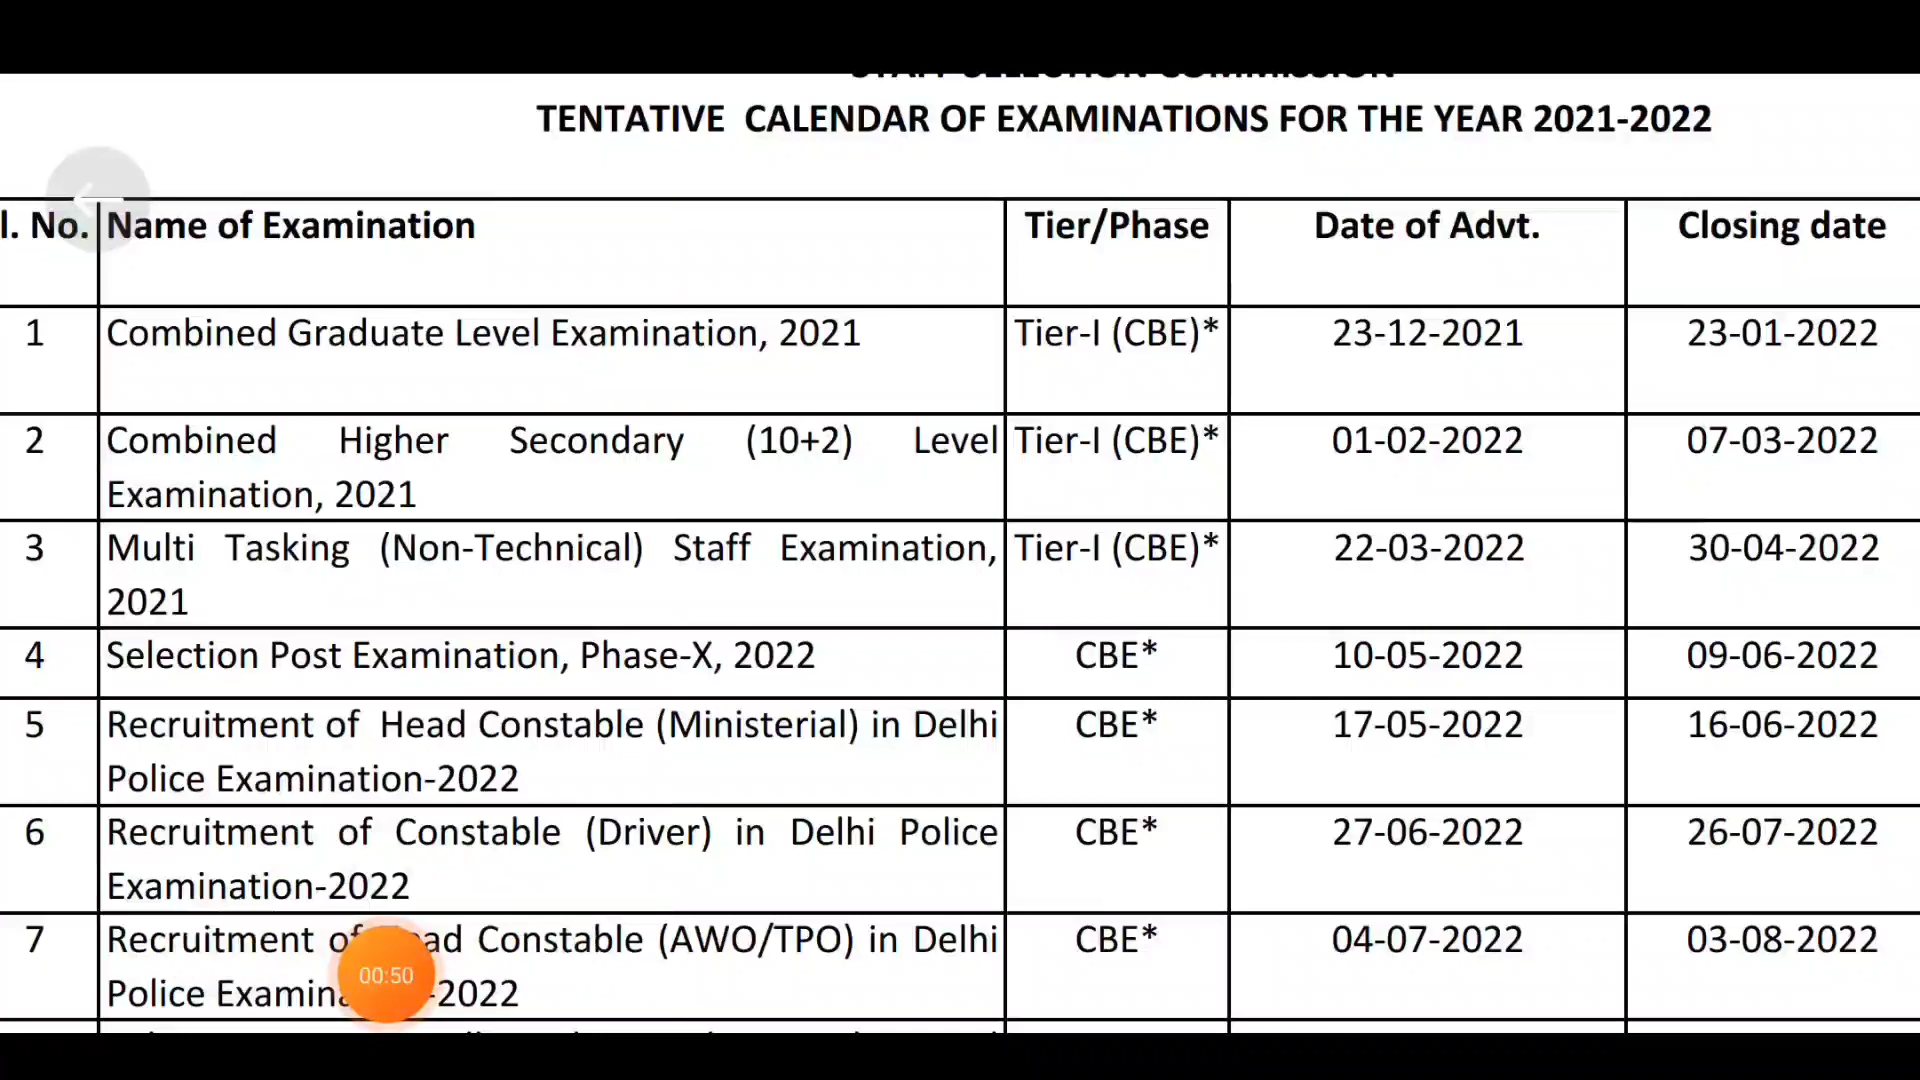 TENTATIVE CALENDAR OF EXAMINATIONS FOR THE YEAR 2021-2022
l. No. Name of Examination Tier/Phase Date of Advt. Closing date
1 Combined Graduate Level Examination, 2021 Tier-I (CBE)* 23-12-2021 23-01-2022
2 Combined Higher Secondary (10+2) Level Tier-I (CBE)* 01-02-2022 07-03-2022
Examination, 2021
3 Multi Tasking (Non-Technical) Staff Examination, Tier-I (CBE)* 22-03-2022 30-04-2022
2021
4 Selection Post Examination, Phase-X, 2022 CBE* 10-05-2022 09-06-2022
5 Recruitment of Head Constable (Ministerial) in Delhi CBE* 17-05-2022 16-06-2022
Police Examination-2022
6 Recruitment of Constable (Driver) in Delhi Police CBE* 27-06-2022 26-07-2022
Examination-2022
7 Recruitment of ad Constable (AWO/TPO) in Delhi CBE* 04-07-2022 03-08-2022
00:50
Police Examina -2022